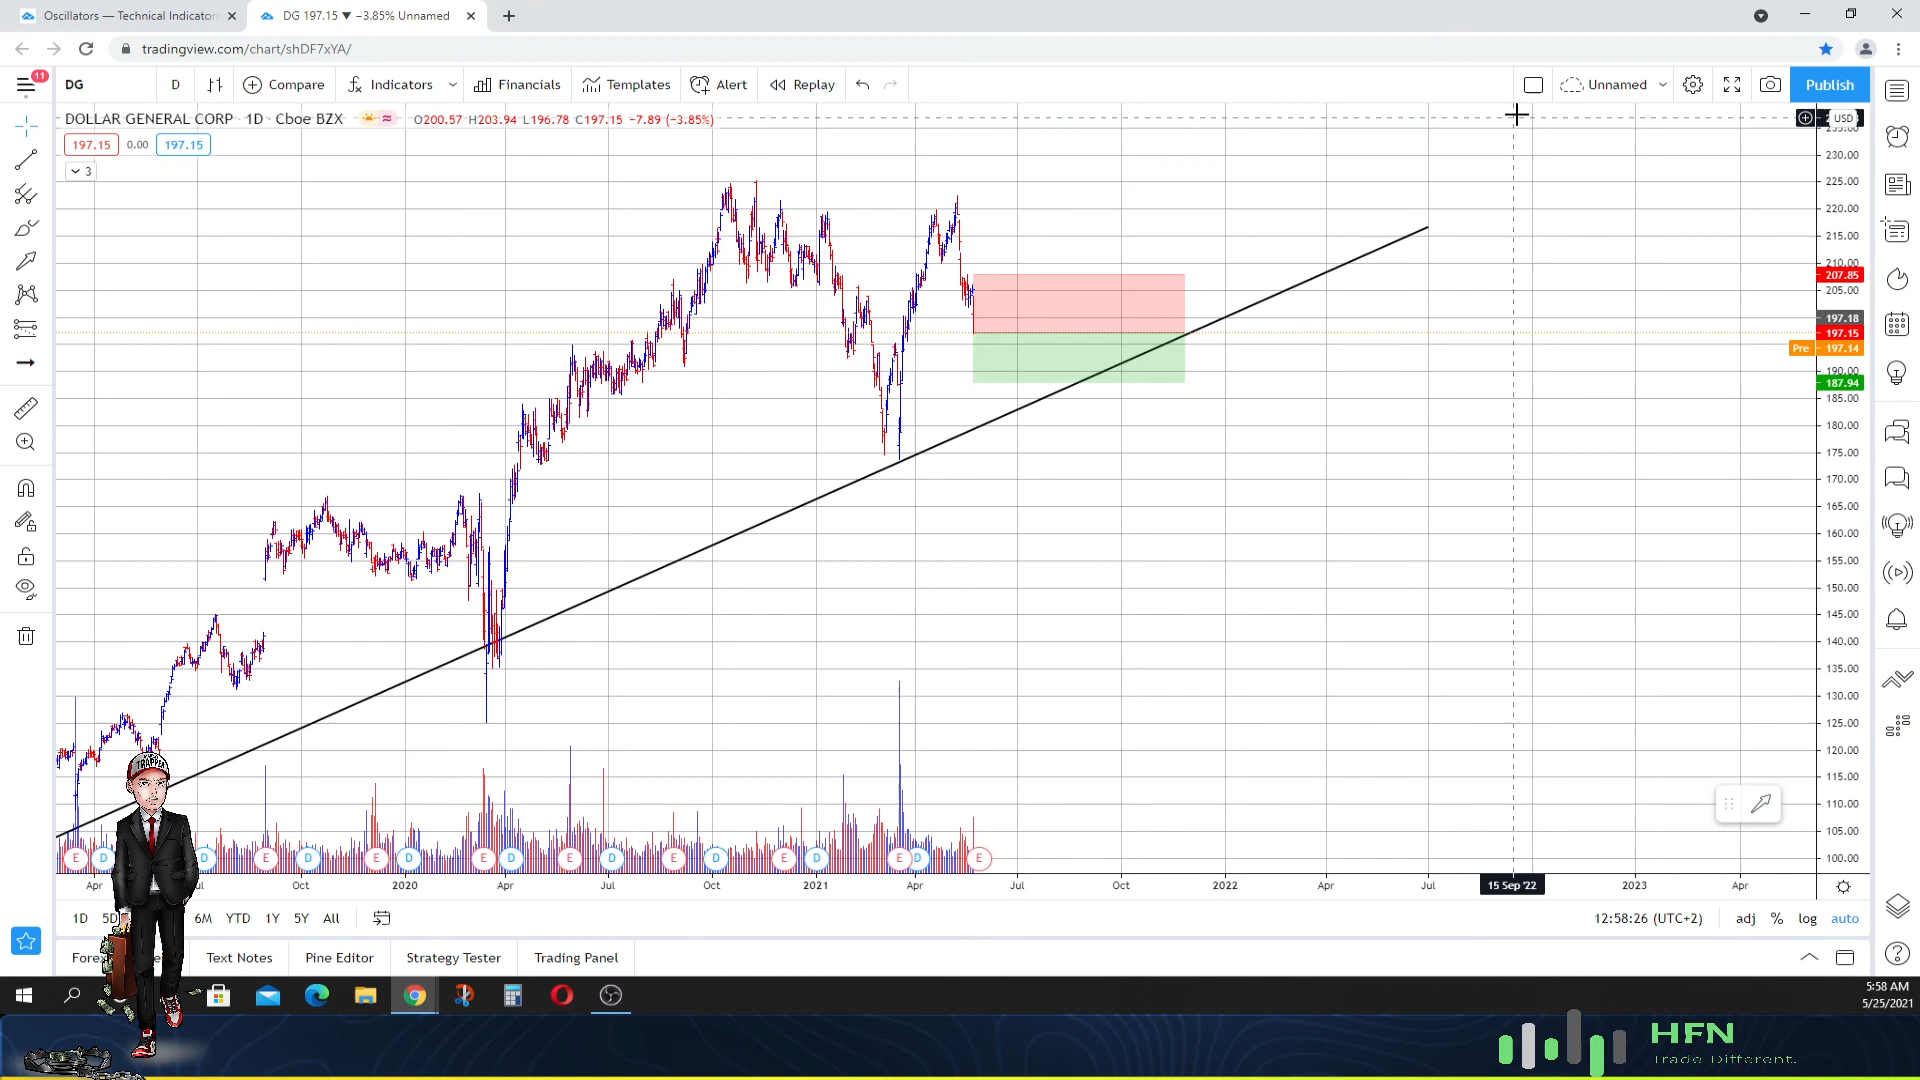 Oscillators — Technical Indicators
DG 197.15 ▼ −3.85% Unnamed
tradingview.com/chart/shDF7xYA/
11
DG
D
Compare
Indicators
Financials
Templates
Alert
Replay
Unnamed
Publish
DOLLAR GENERAL CORP · 1D · Cboe BZX
O200.57 H203.94 L196.78 C197.15 −7.89 (−3.85%)
197.15
0.00
197.15
3
USD
235.00
230.00
225.00
220.00
215.00
210.00
207.85
205.00
197.18
197.15
Pre 197.14
190.00
187.94
185.00
180.00
175.00
170.00
165.00
160.00
155.00
150.00
145.00
140.00
135.00
130.00
125.00
120.00
115.00
110.00
105.00
100.00
TRAPPER
E D D E D E D E D E D E D E D E D E
Apr Oct 2020 Apr Jul Oct 2021 Apr Jul Oct 2022 Apr Jul 15 Sep '22 2023 Apr
1D 6M YTD 1Y 5Y All
12:58:26 (UTC+2)
adj % log auto
Text Notes
Pine Editor
Strategy Tester
Trading Panel
5:58 AM
5/25/2021
HFN
Trade Different.